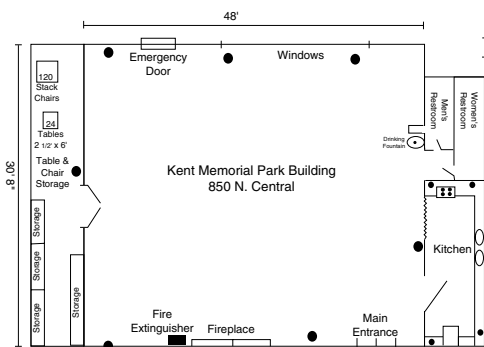 48'
30' 8"
Emergency
Door
Windows
120
Stack
Chairs
24
Tables
2 1/2' x 6'
Table &
Chair
Storage
Men's
Restroom
Women's
Restroom
Drinking
Fountain
Kent Memorial Park Building
850 N. Central
Storage
Storage
Storage
Storage
Kitchen
Fire
Extinguisher
Fireplace
Main
Entrance